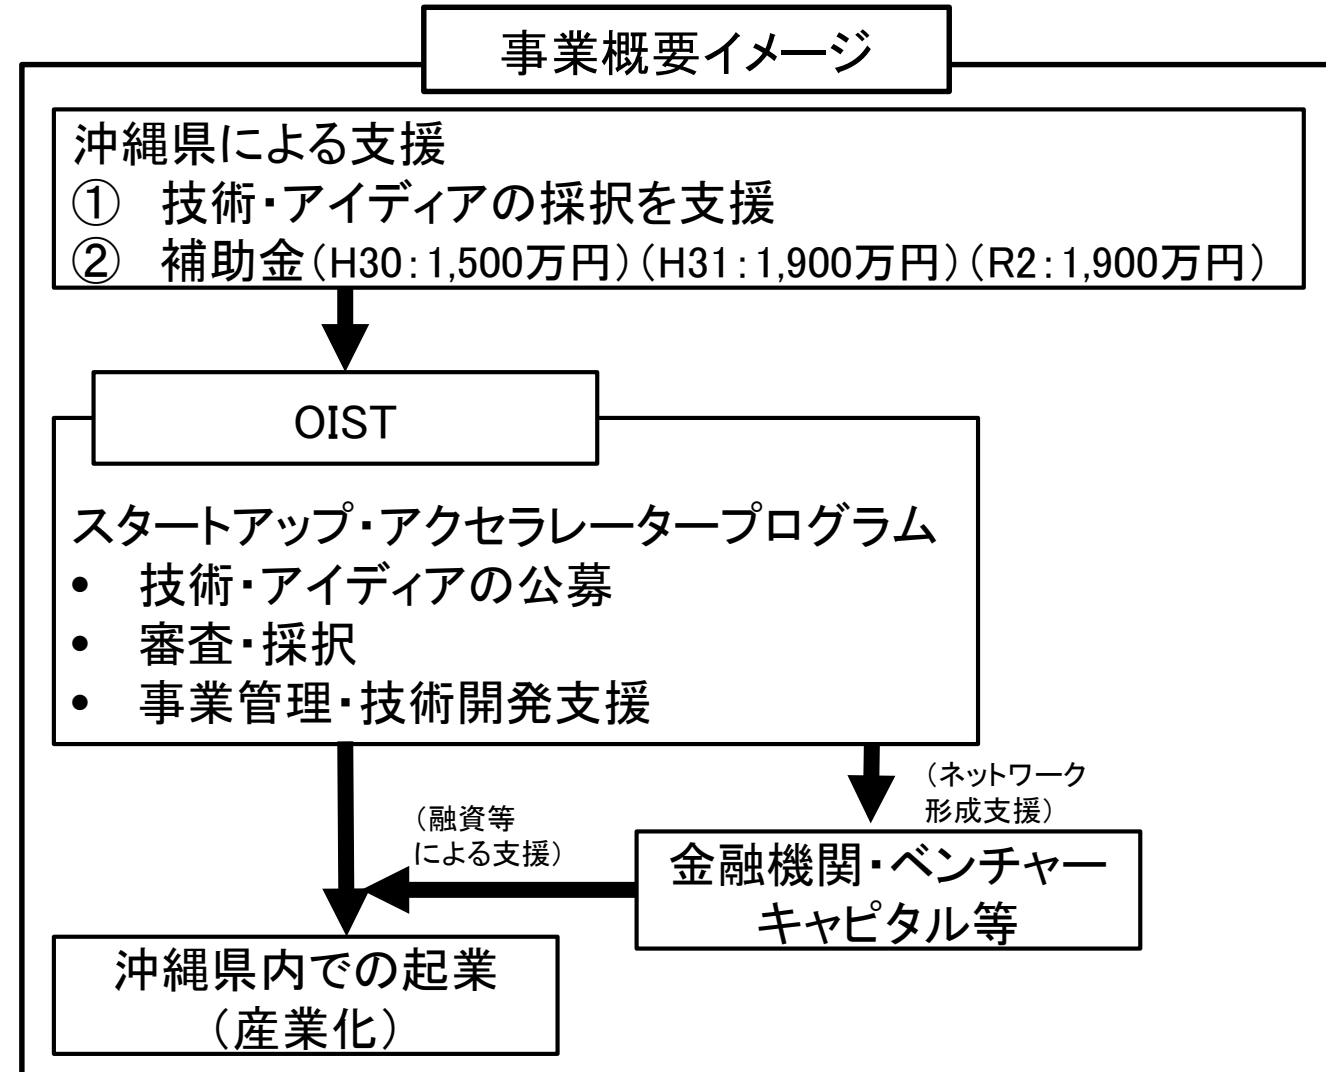 事業概要イメージ
沖縄県による支援
① 技術・アイディアの採択を支援
② 補助金(H30:1,500万円)(H31:1,900万円)(R2:1,900万円)
OIST
スタートアップ・アクセラレータープログラム
• 技術・アイディアの公募
• 審査・採択
• 事業管理・技術開発支援
(ネットワーク
形成支援)
(融資等
による支援)
金融機関・ベンチャー
キャピタル等
沖縄県内での起業
(産業化)